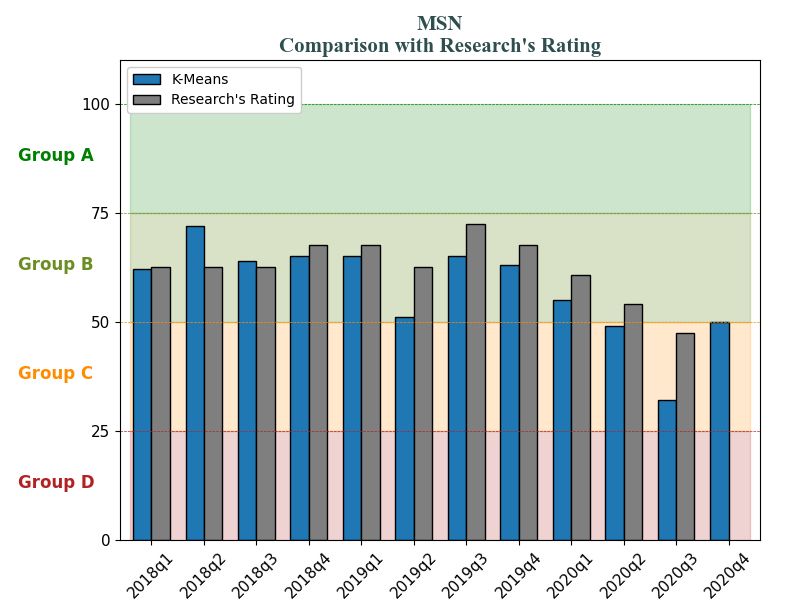 MSN
Comparison with Research's Rating
K-Means
Research's Rating
100
Group A
75
Group B
50
Group C
25
Group D
0
2018q1
2018q2
2018q3
2018q4
2019q1
2019q2
2019q3
2019q4
2020q1
2020q2
2020q3
2020q4